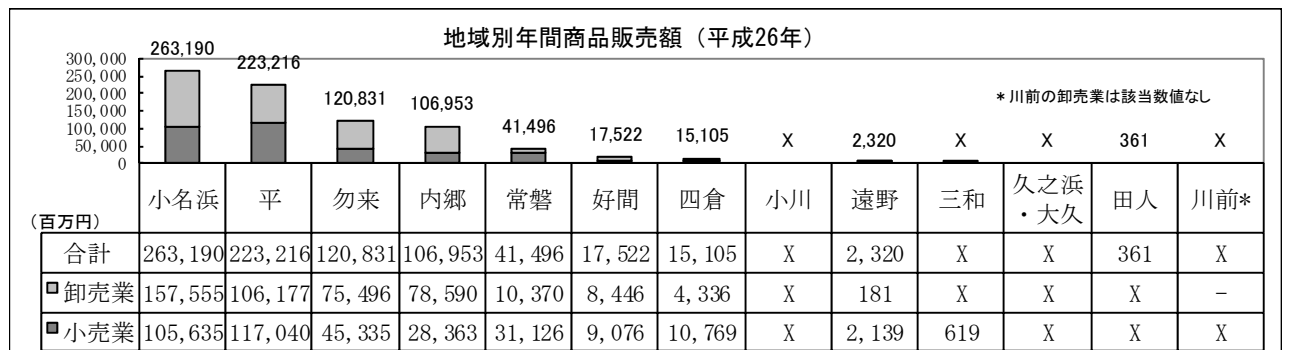 地域別年間商品販売額（平成26年）
263,190 223,216 120,831 106,953 41,496 17,522 15,105 X 2,320 X X 361 X
＊川前の卸売業は該当数値なし
300,000
250,000
200,000
150,000
100,000
50,000
0
小名浜 平 勿来 内郷 常磐 好間 四倉 小川 遠野 三和 久之浜・大久 田人 川前*
（百万円）
合計 263,190 223,216 120,831 106,953 41,496 17,522 15,105 X 2,320 X X 361 X
卸売業 157,555 106,177 75,496 78,590 10,370 8,446 4,336 X 181 X X X －
小売業 105,635 117,040 45,335 28,363 31,126 9,076 10,769 X 2,139 619 X X X